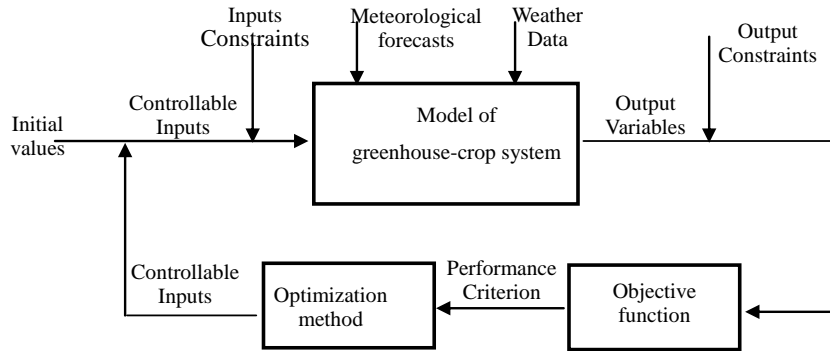 Inputs
Constraints
Meteorological
forecasts
Weather
Data
Output
Constraints
Initial
values
Controllable
Inputs
Model of
greenhouse-crop system
Output
Variables
Controllable
Inputs
Optimization
method
Performance
Criterion
Objective
function